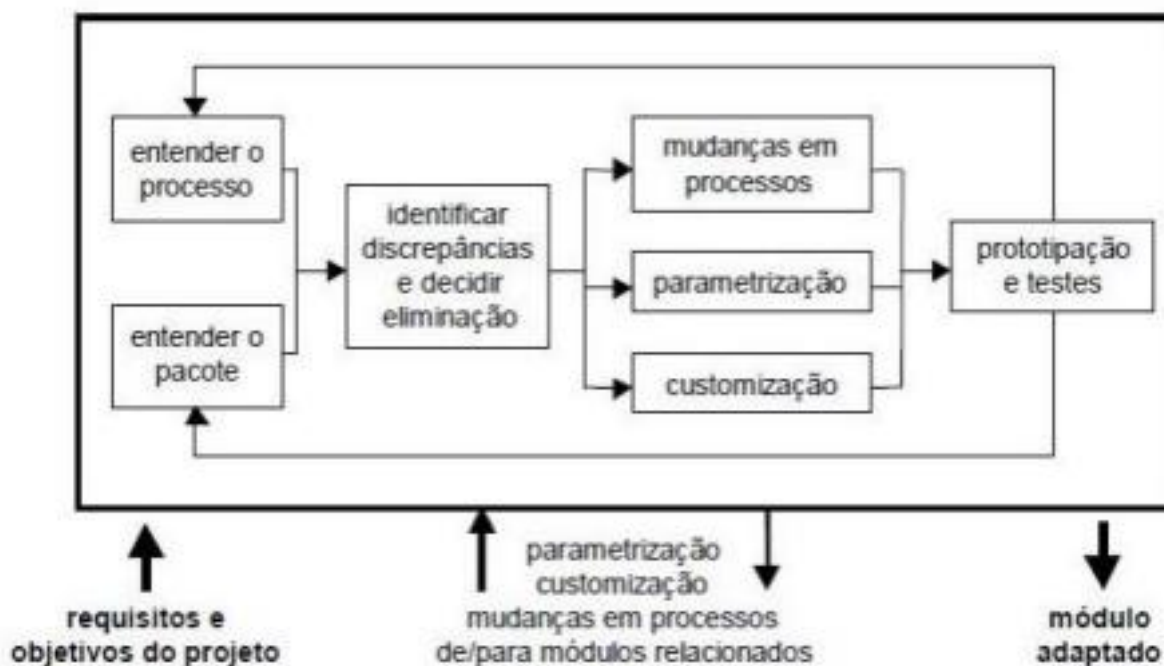 entender o
processo
entender o
pacote
identificar
discrepâncias
e decidir
eliminação
mudanças em
processos
parametrização
customização
prototipação
e testes
requisitos e
objetivos do projeto
parametrização
customização
mudanças em processos
de/para módulos relacionados
módulo
adaptado